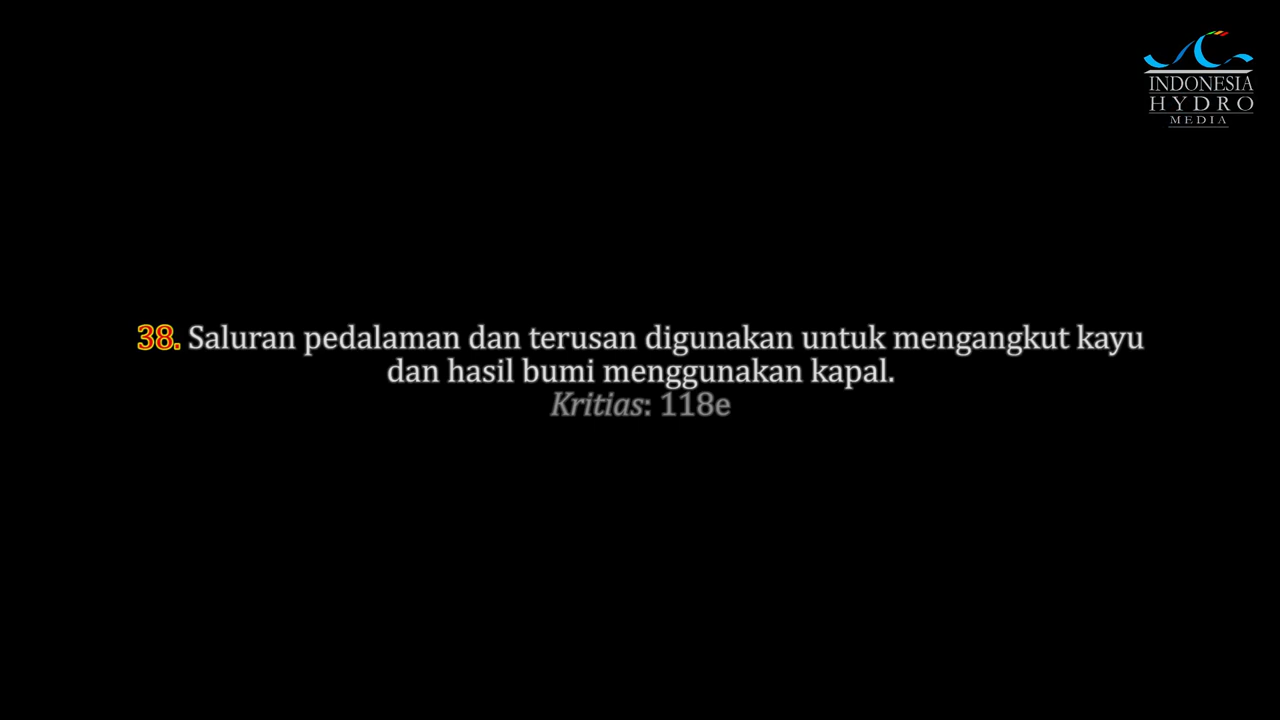 INDONESIA
HYDRO
MEDIA
38. Saluran pedalaman dan terusan digunakan untuk mengangkut kayu
dan hasil bumi menggunakan kapal.
Kritias: 118e